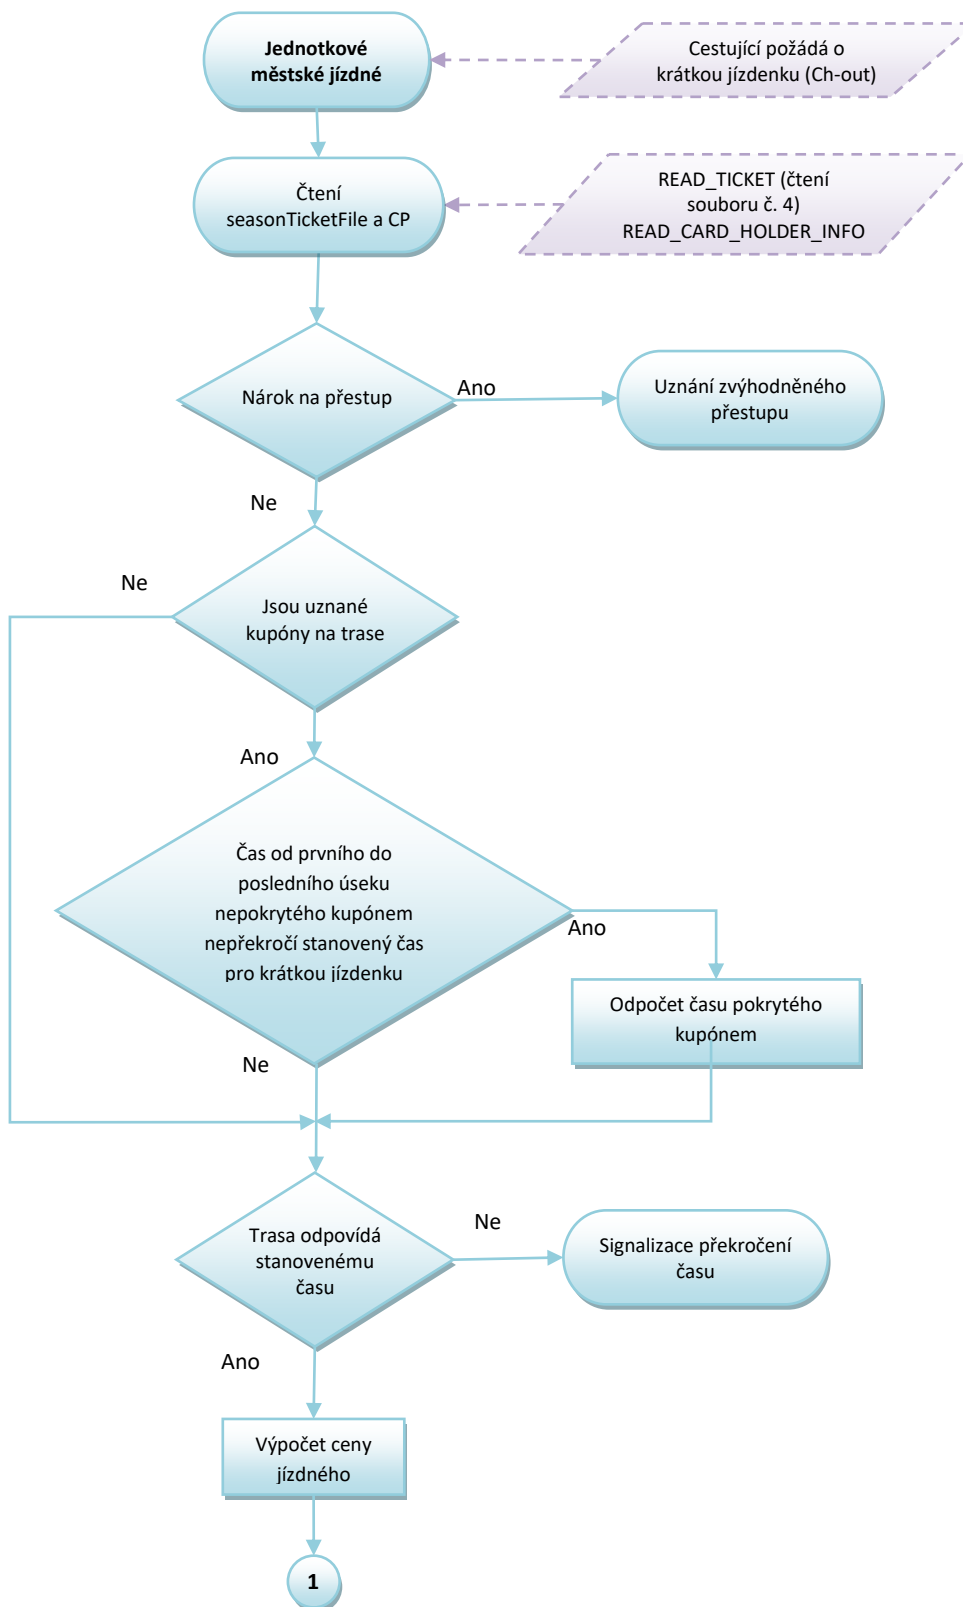 Jednotkové
městské jízdné
Cestující požádá o
krátkou jízdenku (Ch-out)
Čtení
seasonTicketFile a CP
READ_TICKET (čtení
souboru č. 4)
READ_CARD_HOLDER_INFO
Nárok na přestup
Ano
Uznání zvýhodněného
přestupu
Ne
Ne
Jsou uznané
kupóny na trase
Ano
Čas od prvního do
posledního úseku
nepokrytého kupónem
nepřekročí stanovený čas
pro krátkou jízdenku
Ano
Odpočet času pokrytého
kupónem
Ne
Trasa odpovídá
stanovenému
času
Ne
Signalizace překročení
času
Ano
Výpočet ceny
jízdného
1